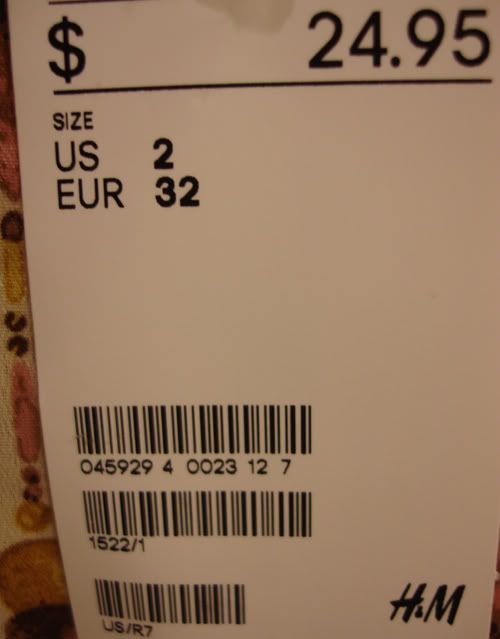 $ 24.95
SIZE
US 2
EUR 32
045929 4 0023 12 7
1522/1
US/R7
H&M